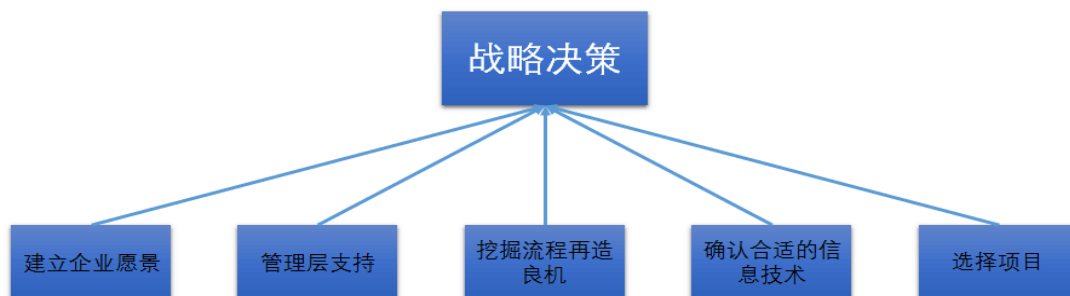 战略决策
建立企业愿景
管理层支持
挖掘流程再造
良机
确认合适的信
息技术
选择项目